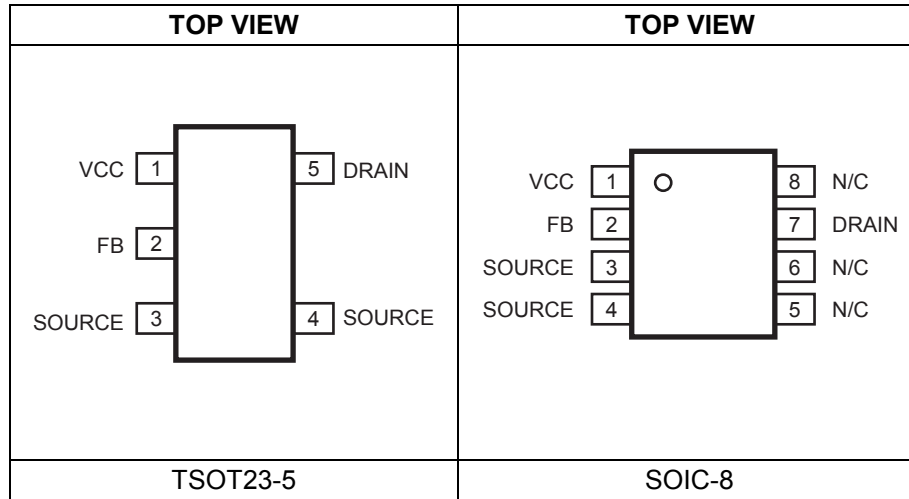 TOP VIEW
VCC 1 5 DRAIN
FB 2
SOURCE 3 4 SOURCE
TSOT23-5
TOP VIEW
VCC 1 8 N/C
FB 2 7 DRAIN
SOURCE 3 6 N/C
SOURCE 4 5 N/C
SOIC-8